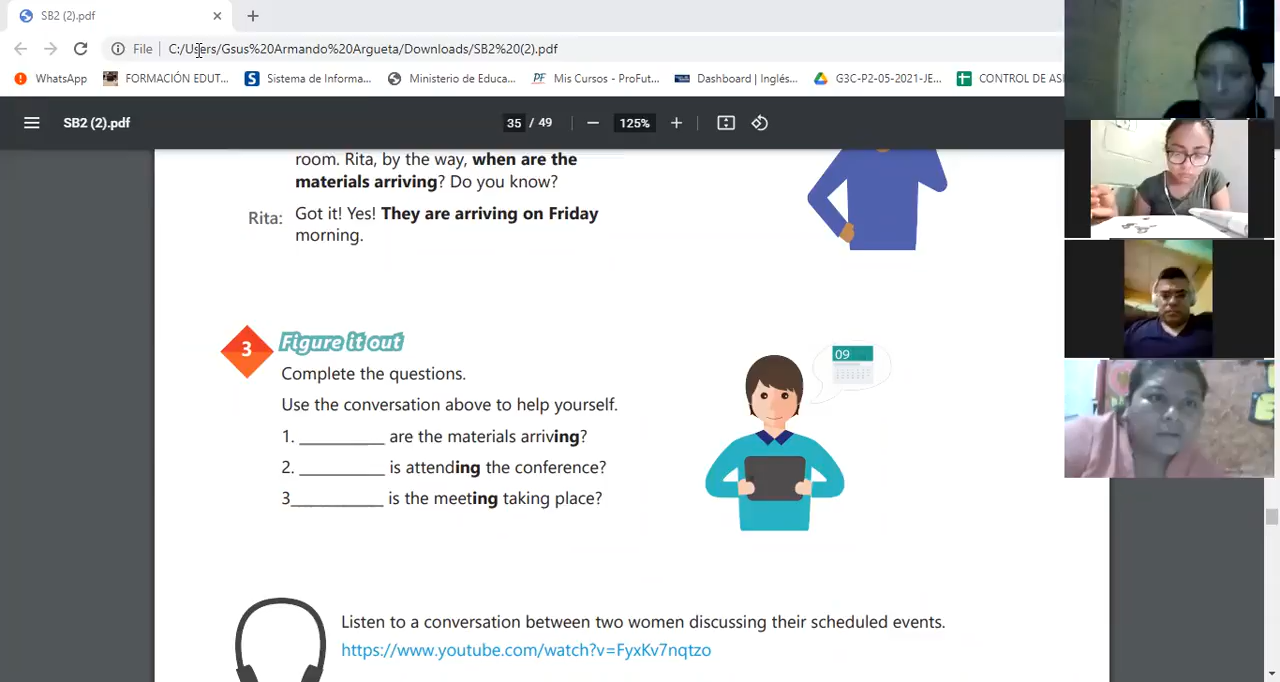 SB2 (2).pdf
File
C:/Users/Gsus%20Armando%20Argueta/Downloads/SB2%20(2).pdf
WhatsApp
FORMACIÓN EDUT...
Sistema de Informa...
Ministerio de Educa...
Mis Cursos - ProFut...
Dashboard | Inglés,...
G3C-P2-05-2021-JE...
CONTROL DE AS
SB2 (2).pdf
35 / 49
125%
room. Rita, by the way, when are the
materials arriving? Do you know?
Rita: Got it! Yes! They are arriving on Friday
morning.
3 Figure it out
09
Complete the questions.
Use the conversation above to help yourself.
1. __________ are the materials arriving?
2. __________ is attending the conference?
3___________ is the meeting taking place?
Listen to a conversation between two women discussing their scheduled events.
https://www.youtube.com/watch?v=FyxKv7nqtzo